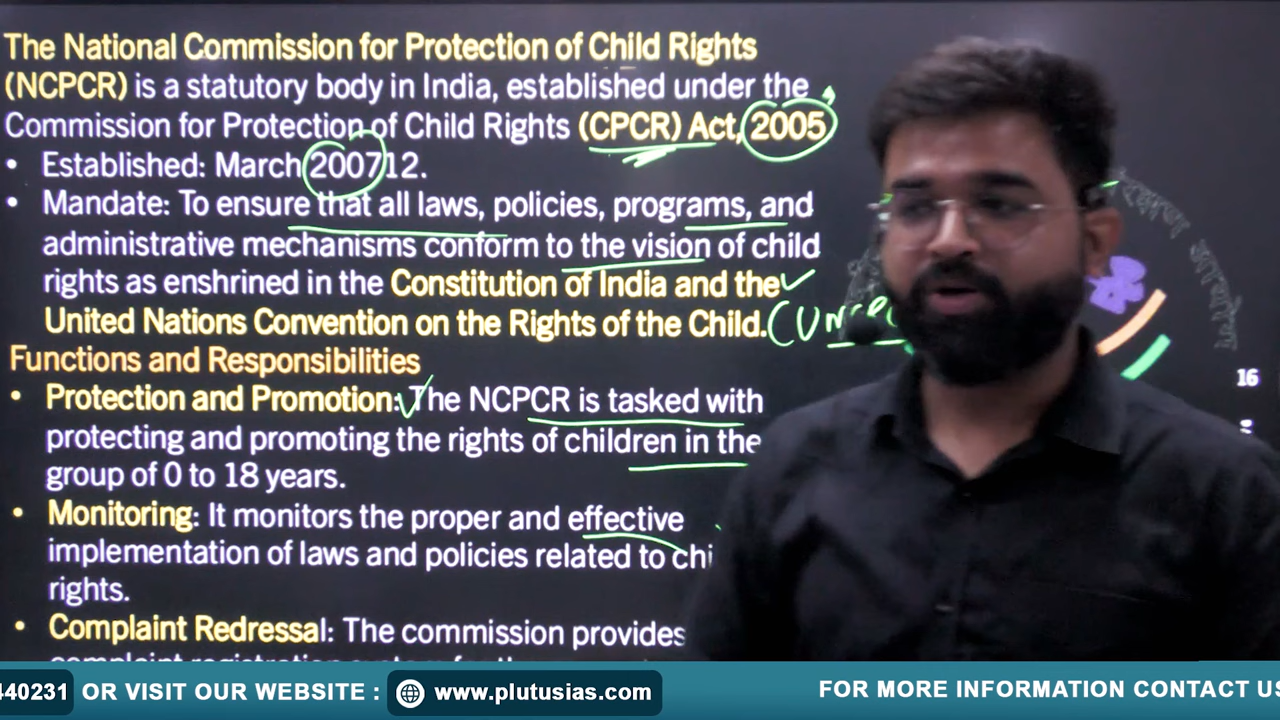 The National Commission for Protection of Child Rights
(NCPCR) is a statutory body in India, established under the
Commission for Protection of Child Rights (CPCR) Act, 2005
• Established: March 200712.
• Mandate: To ensure that all laws, policies, programs, and
administrative mechanisms conform to the vision of child
rights as enshrined in the Constitution of India and the
United Nations Convention on the Rights of the Child.
Functions and Responsibilities
• Protection and Promotion: The NCPCR is tasked with
protecting and promoting the rights of children in the
group of 0 to 18 years.
• Monitoring: It monitors the proper and effective
implementation of laws and policies related to chi
rights.
• Complaint Redressal: The commission provides
16
440231 OR VISIT OUR WEBSITE : www.plutusias.com FOR MORE INFORMATION CONTACT US